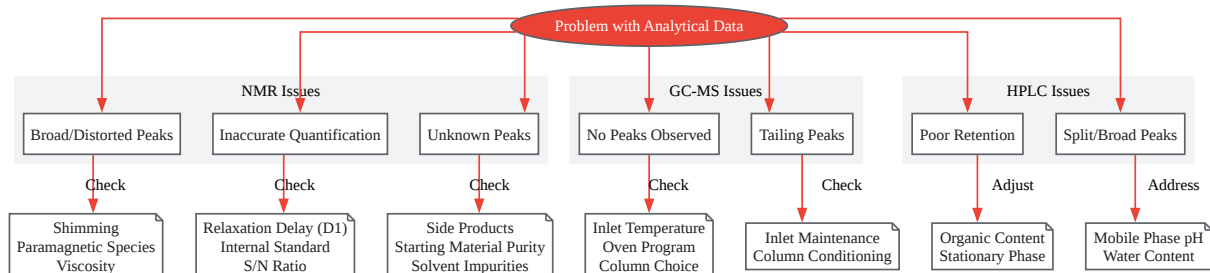 Problem with Analytical Data
NMR Issues
GC-MS Issues
HPLC Issues
Broad/Distorted Peaks
Inaccurate Quantification
Unknown Peaks
No Peaks Observed
Tailing Peaks
Poor Retention
Split/Broad Peaks
Check
Check
Check
Check
Check
Adjust
Address
Shimming
Paramagnetic Species
Viscosity
Relaxation Delay (D1)
Internal Standard
S/N Ratio
Side Products
Starting Material Purity
Solvent Impurities
Inlet Temperature
Oven Program
Column Choice
Inlet Maintenance
Column Conditioning
Organic Content
Stationary Phase
Mobile Phase pH
Water Content